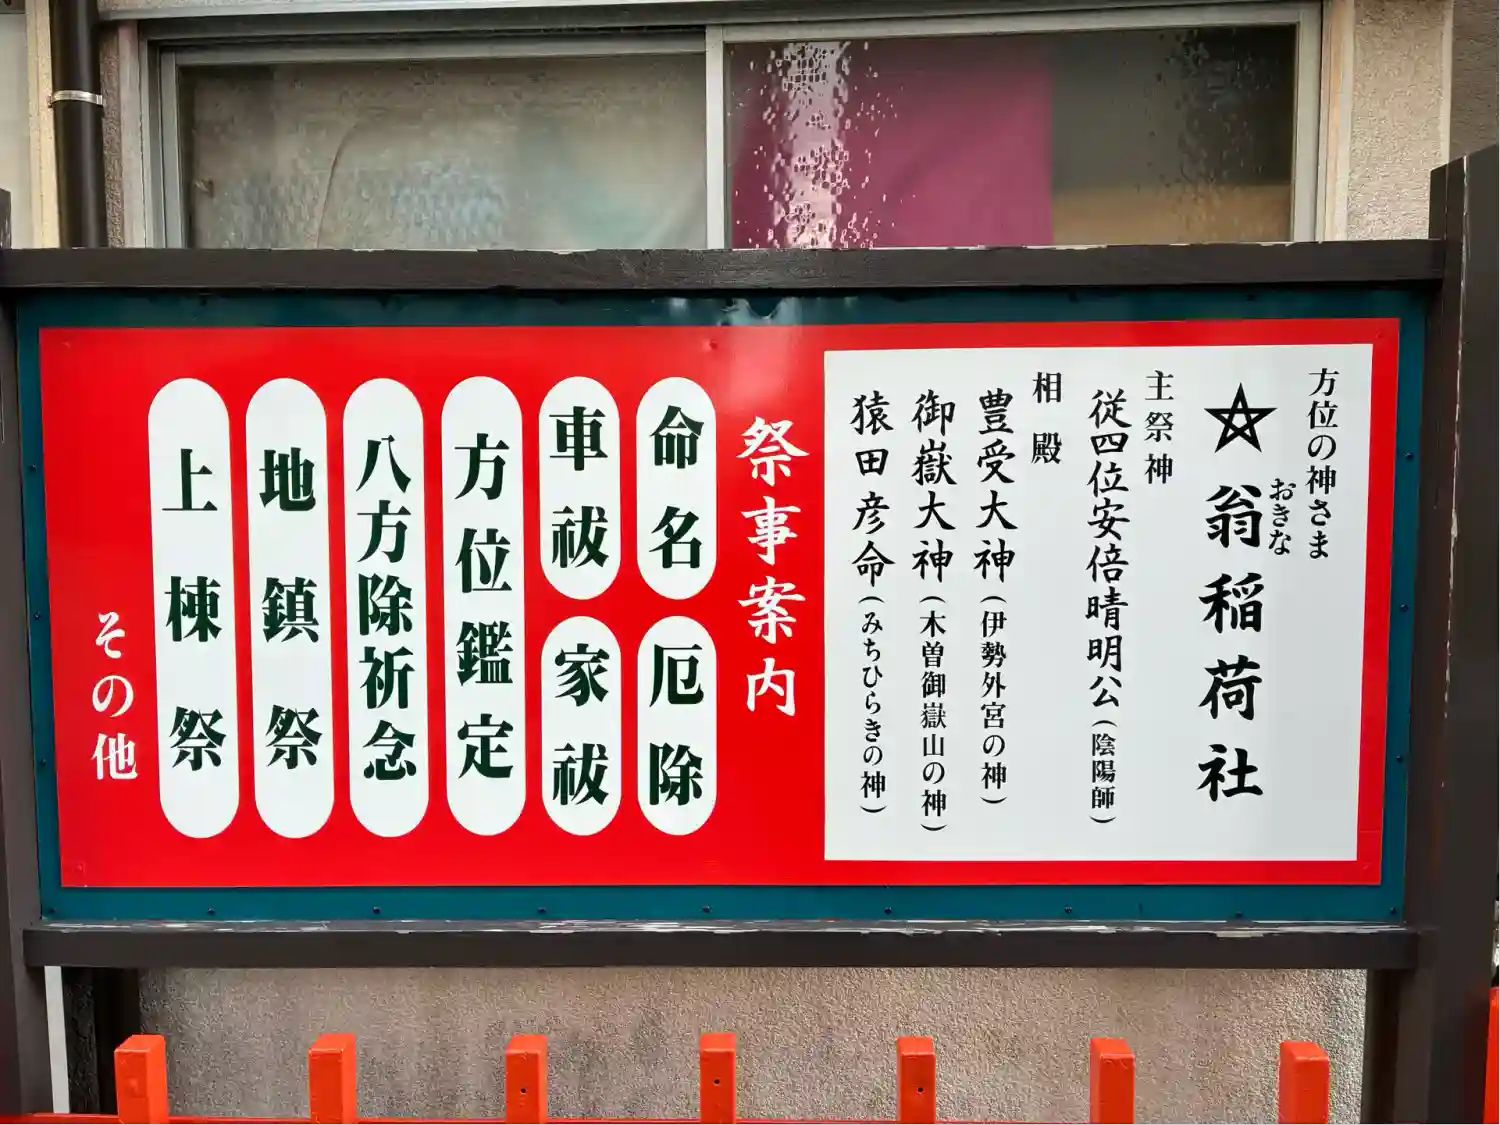 方位の神さま
☆翁稲荷社
おきな
主祭神
従四位安倍晴明公(陰陽師)
相殿
豊受大神(伊勢外宮の神)
御嶽大神(木曽御嶽山の神)
猿田彦命(みちひらきの神)
祭事案内
命名
厄除
車祓
家祓
方位鑑定
八方除祈念
地鎮祭
上棟祭
その他